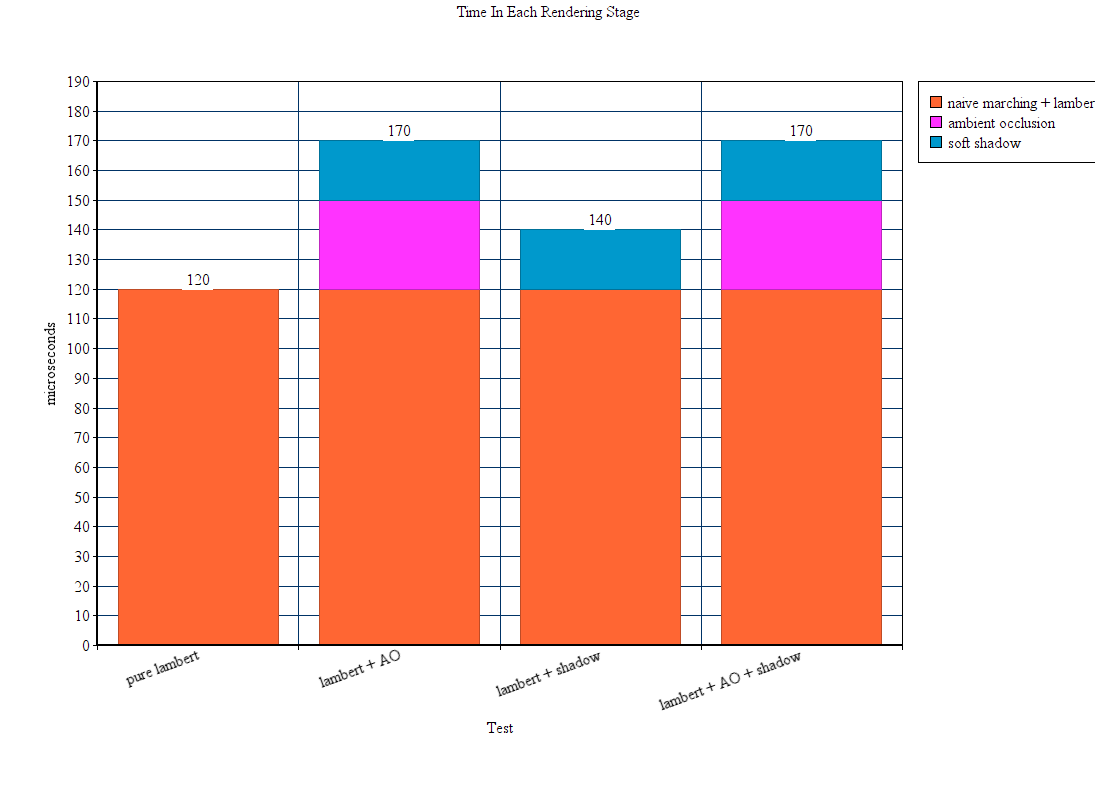 Time In Each Rendering Stage
190
180
170
160
150
140
130
120
110
100
90
80
70
60
50
40
30
20
10
0
microseconds
120
170
140
170
pure lambert
lambert + AO
lambert + shadow
lambert + AO + shadow
Test
naive marching + lamber
ambient occlusion
soft shadow